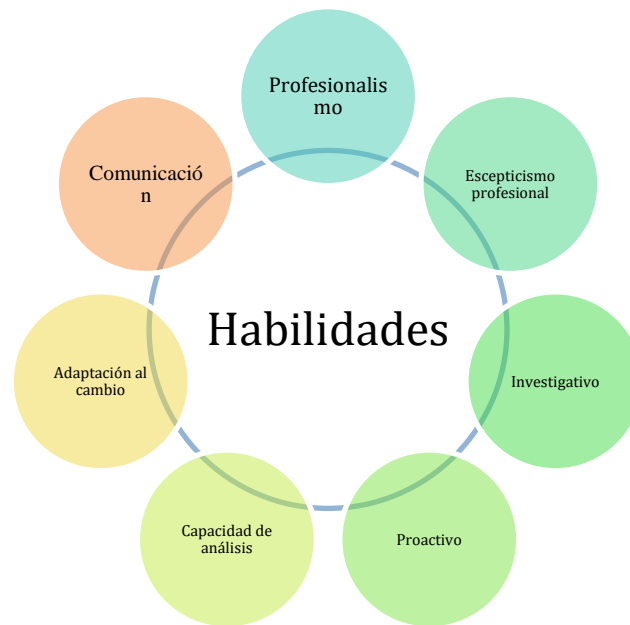 Profesionalis
mo
Escepticismo
profesional
Investigativo
Proactivo
Capacidad de
análisis
Adaptación al
cambio
Comunicació
n
Habilidades